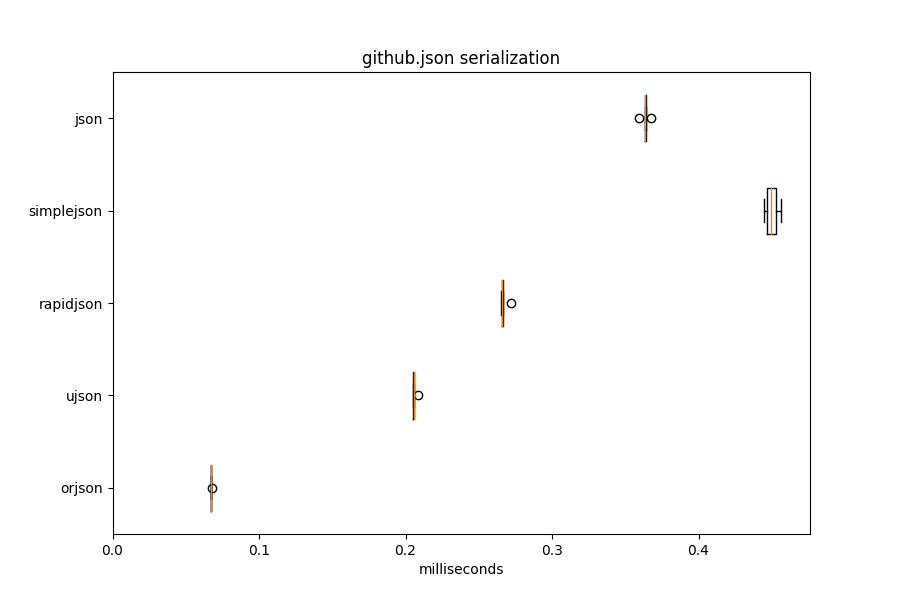 github.json serialization
json
simplejson
rapidjson
ujson
orjson
0.0 0.1 0.2 0.3 0.4
milliseconds